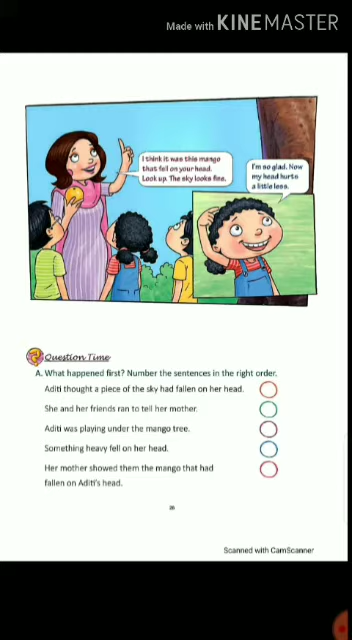 Made with KINEMASTER
I think it was this mango
that fell on your head.
Look up. The sky looks fine.
I'm so glad. Now
my head hurts
a little less.
Question Time
A. What happened first? Number the sentences in the right order.
Aditi thought a piece of the sky had fallen on her head.
She and her friends ran to tell her mother.
Aditi was playing under the mango tree.
Something heavy fell on her head.
Her mother showed them the mango that had
fallen on Aditi's head.
26
Scanned with CamScanner